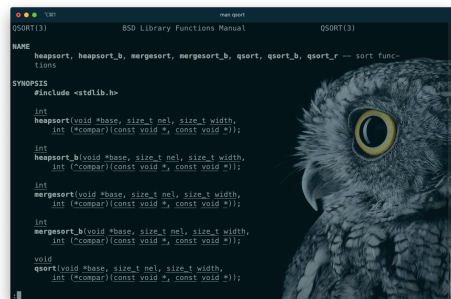 ⌥⌘1 man qsort
QSORT(3) BSD Library Functions Manual QSORT(3)
NAME
heapsort, heapsort_b, mergesort, mergesort_b, qsort, qsort_b, qsort_r -- sort func-
tions
SYNOPSIS
#include <stdlib.h>
int
heapsort(void *base, size_t nel, size_t width,
int (*compar)(const void *, const void *));
int
heapsort_b(void *base, size_t nel, size_t width,
int (^compar)(const void *, const void *));
int
mergesort(void *base, size_t nel, size_t width,
int (*compar)(const void *, const void *));
int
mergesort_b(void *base, size_t nel, size_t width,
int (^compar)(const void *, const void *));
void
qsort(void *base, size_t nel, size_t width,
int (*compar)(const void *, const void *));
: